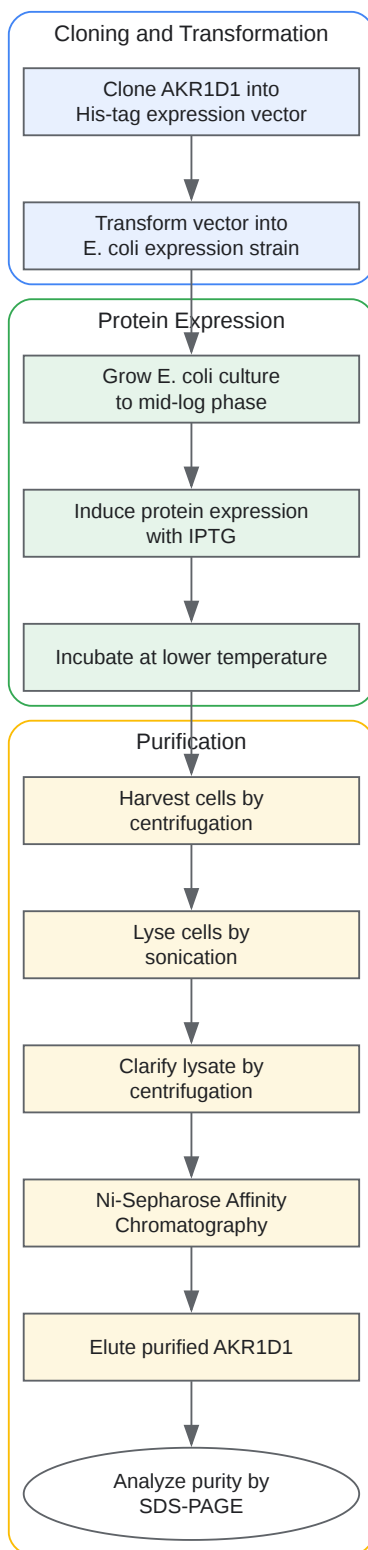 Cloning and Transformation
Clone AKR1D1 into
His-tag expression vector
Transform vector into
E. coli expression strain
Protein Expression
Grow E. coli culture
to mid-log phase
Induce protein expression
with IPTG
Incubate at lower temperature
Purification
Harvest cells by
centrifugation
Lyse cells by
sonication
Clarify lysate by
centrifugation
Ni-Sepharose Affinity
Chromatography
Elute purified AKR1D1
Analyze purity by
SDS-PAGE